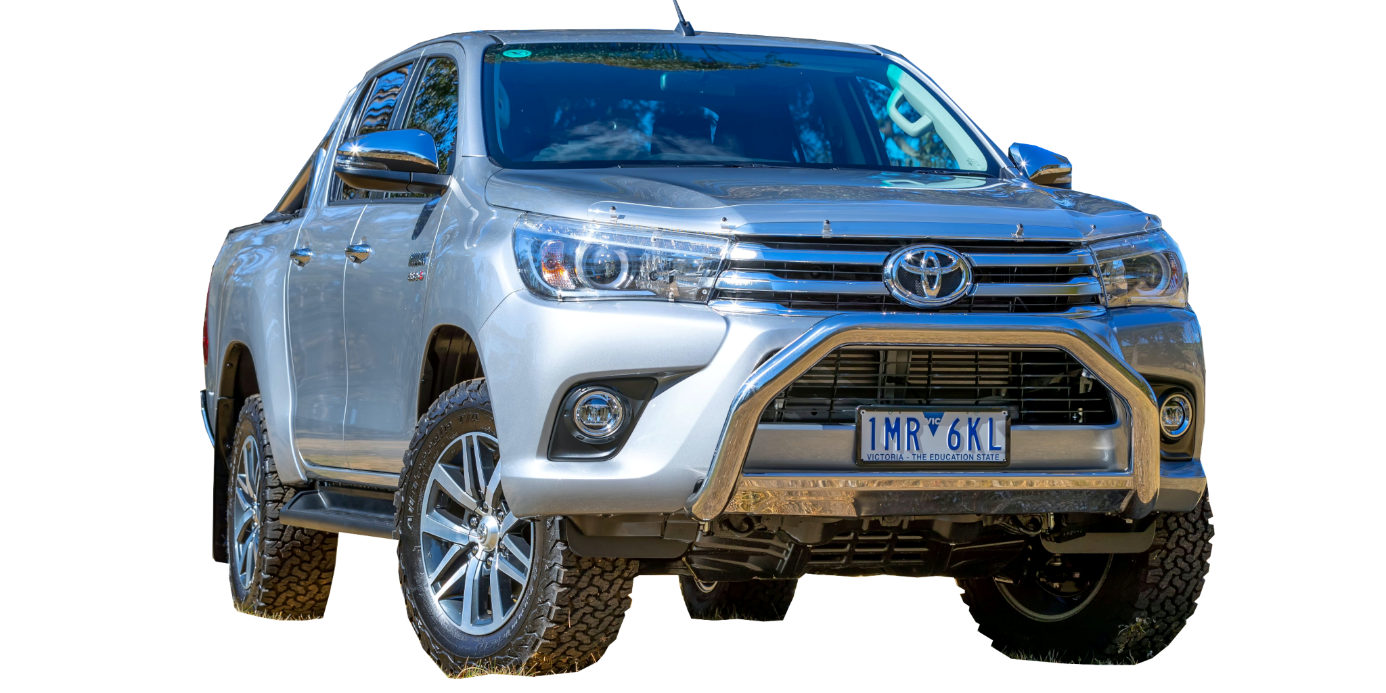 VIC
1MR 6KL
VICTORIA - THE EDUCATION STATE